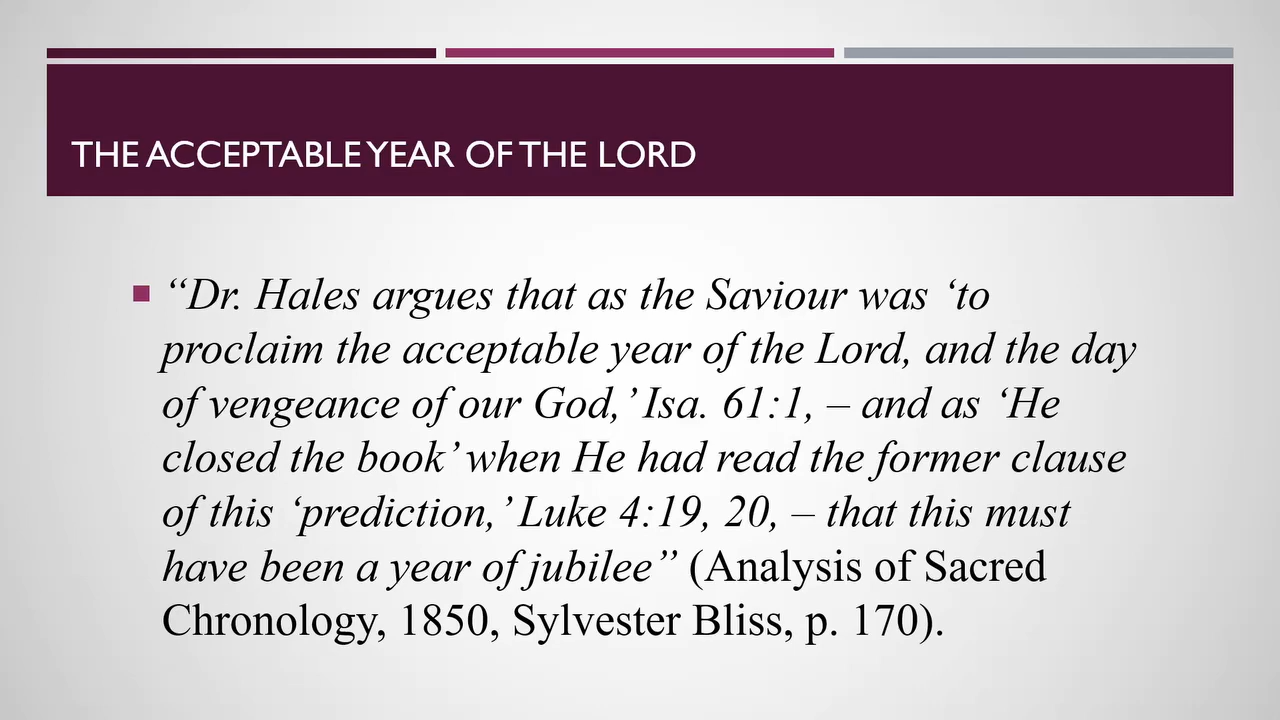 THE ACCEPTABLE YEAR OF THE LORD
“Dr. Hales argues that as the Saviour was ‘to
proclaim the acceptable year of the Lord, and the day
of vengeance of our God,’ Isa. 61:1, – and as ‘He
closed the book’ when He had read the former clause
of this ‘prediction,’ Luke 4:19, 20, – that this must
have been a year of jubilee” (Analysis of Sacred
Chronology, 1850, Sylvester Bliss, p. 170).